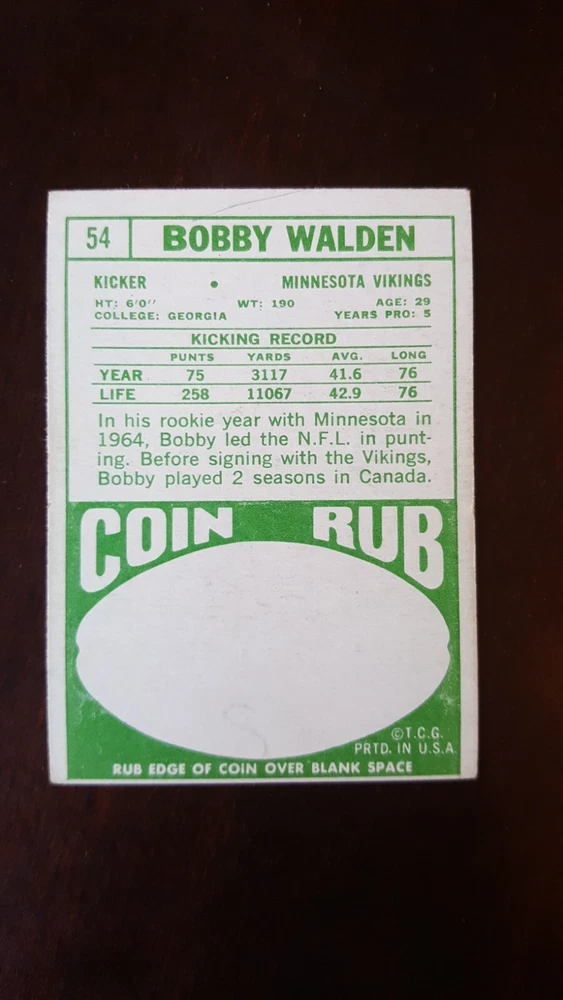 54 BOBBY WALDEN
KICKER • MINNESOTA VIKINGS
HT: 6'0" WT: 190 AGE: 29
COLLEGE: GEORGIA YEARS PRO: 5
KICKING RECORD
PUNTS YARDS AVG. LONG
YEAR 75 3117 41.6 76
LIFE 258 11067 42.9 76
In his rookie year with Minnesota in
1964, Bobby led the N.F.L. in punt-
ing. Before signing with the Vikings,
Bobby played 2 seasons in Canada.
COIN RUB
©T.C.G.
PRTD. IN U.S.A.
RUB EDGE OF COIN OVER BLANK SPACE